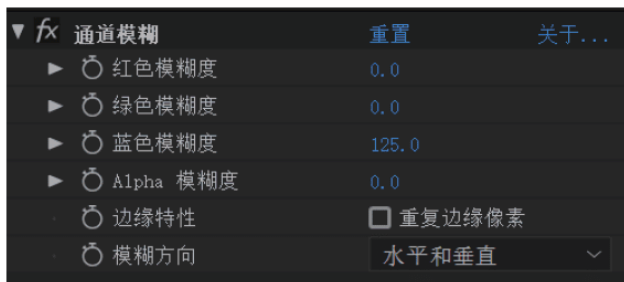 fx 通道模糊 重置 关于...
红色模糊度 0.0
绿色模糊度 0.0
蓝色模糊度 125.0
Alpha 模糊度 0.0
边缘特性 重复边缘像素
模糊方向 水平和垂直